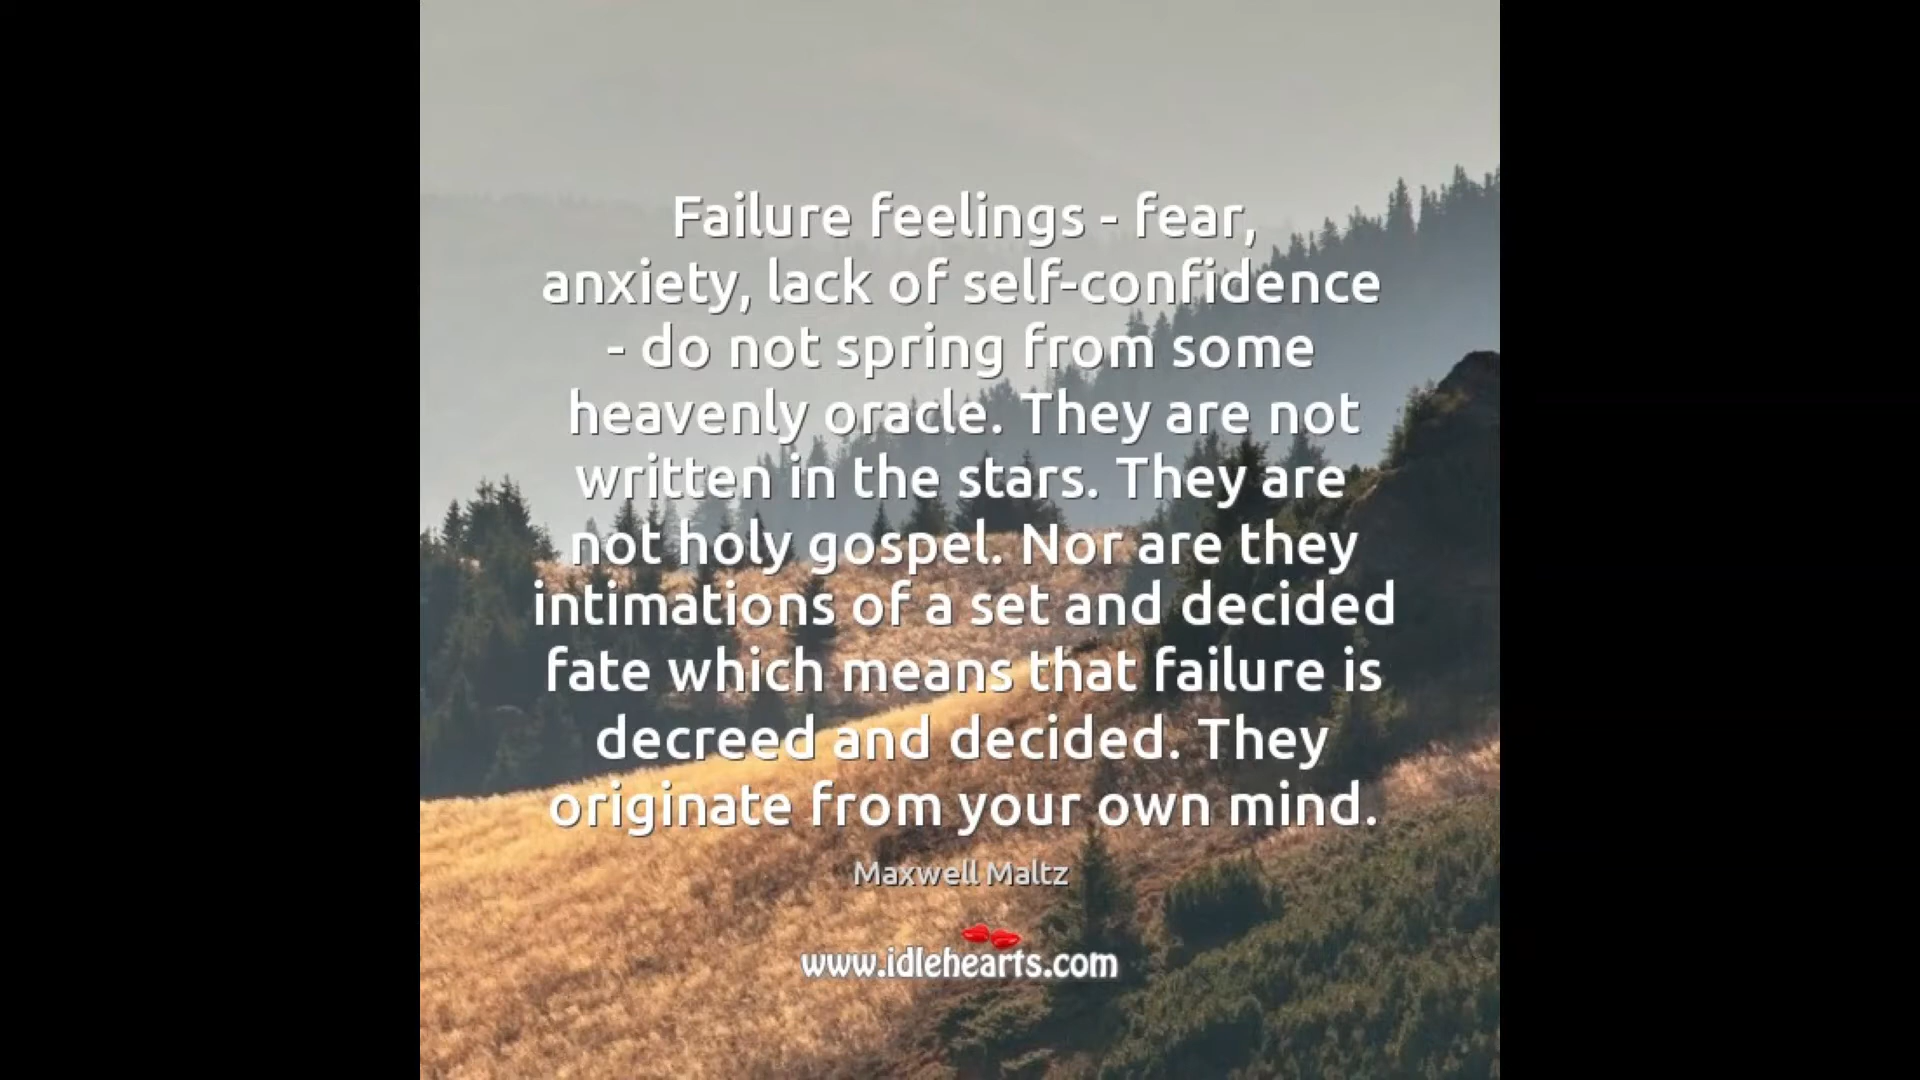 Failure feelings - fear,
anxiety, lack of self-confidence
- do not spring from some
heavenly oracle. They are not
written in the stars. They are
not holy gospel. Nor are they
intimations of a set and decided
fate which means that failure is
decreed and decided. They
originate from your own mind.
Maxwell Maltz
www.idlehearts.com